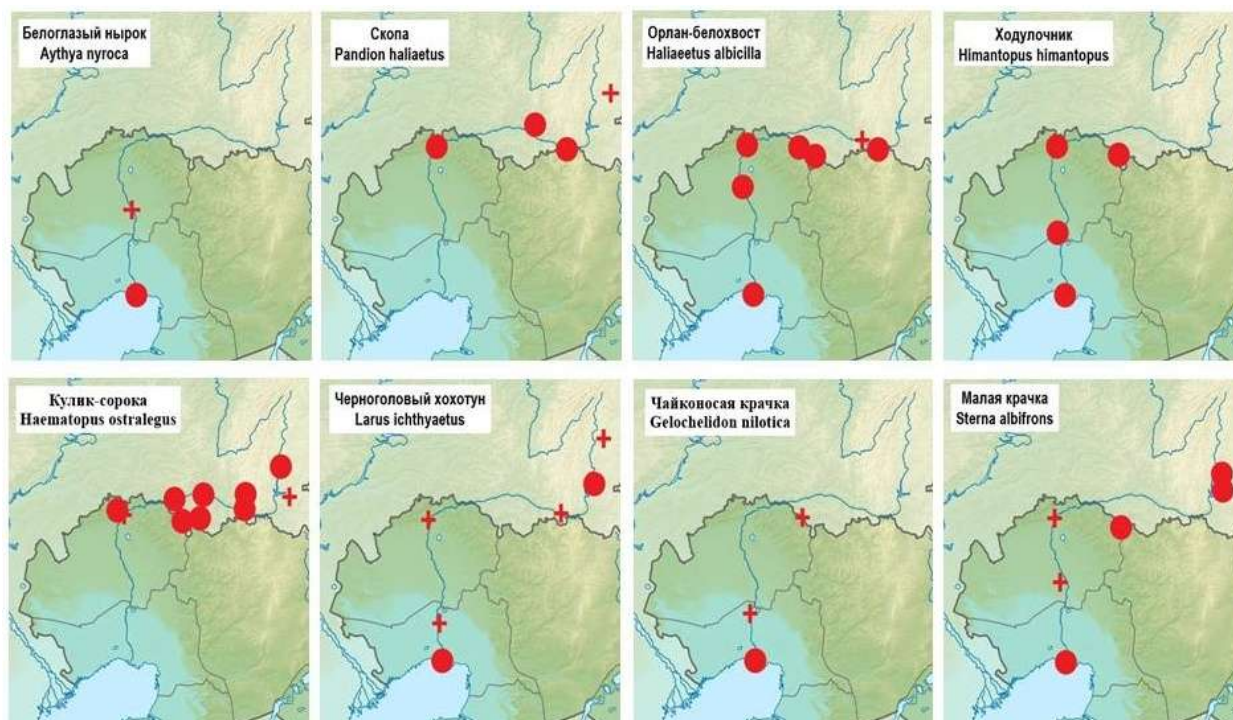 Белоглазый нырок
Aythya nyroca
Скопа
Pandion haliaetus
Орлан-белохвост
Haliaeetus albicilla
Ходулочник
Himantopus himantopus
Кулик-сорока
Haematopus ostralegus
Черноголовый хохотун
Larus ichthyaetus
Чайконосая крачка
Gelochelidon nilotica
Малая крачка
Sterna albifrons